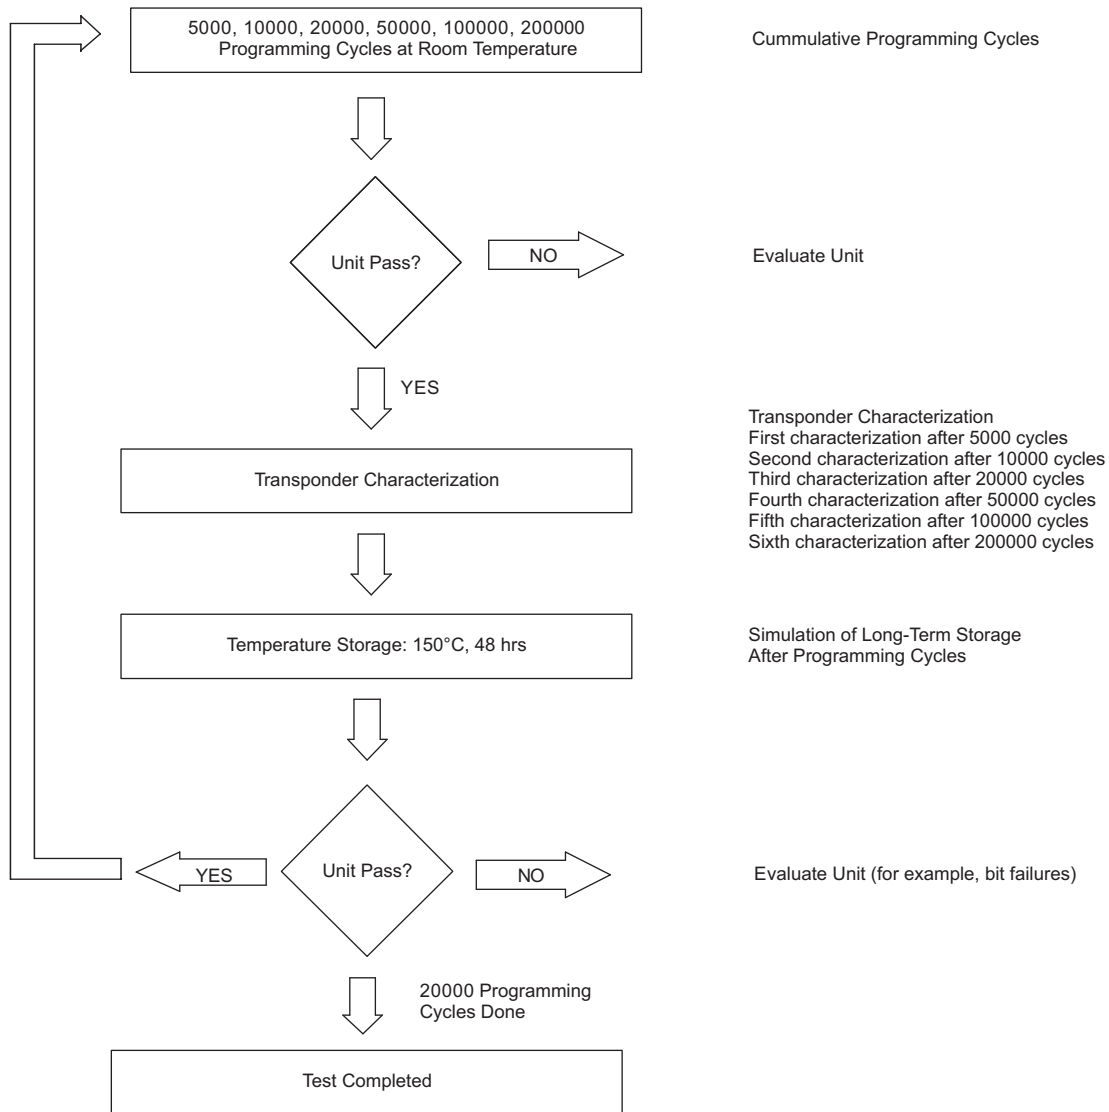 5000, 10000, 20000, 50000, 100000, 200000
Programming Cycles at Room Temperature
Cummulative Programming Cycles
Unit Pass?
NO
Evaluate Unit
YES
Transponder Characterization
Transponder Characterization
First characterization after 5000 cycles
Second characterization after 10000 cycles
Third characterization after 20000 cycles
Fourth characterization after 50000 cycles
Fifth characterization after 100000 cycles
Sixth characterization after 200000 cycles
Temperature Storage: 150°C, 48 hrs
Simulation of Long-Term Storage
After Programming Cycles
YES
Unit Pass?
NO
Evaluate Unit (for example, bit failures)
20000 Programming
Cycles Done
Test Completed